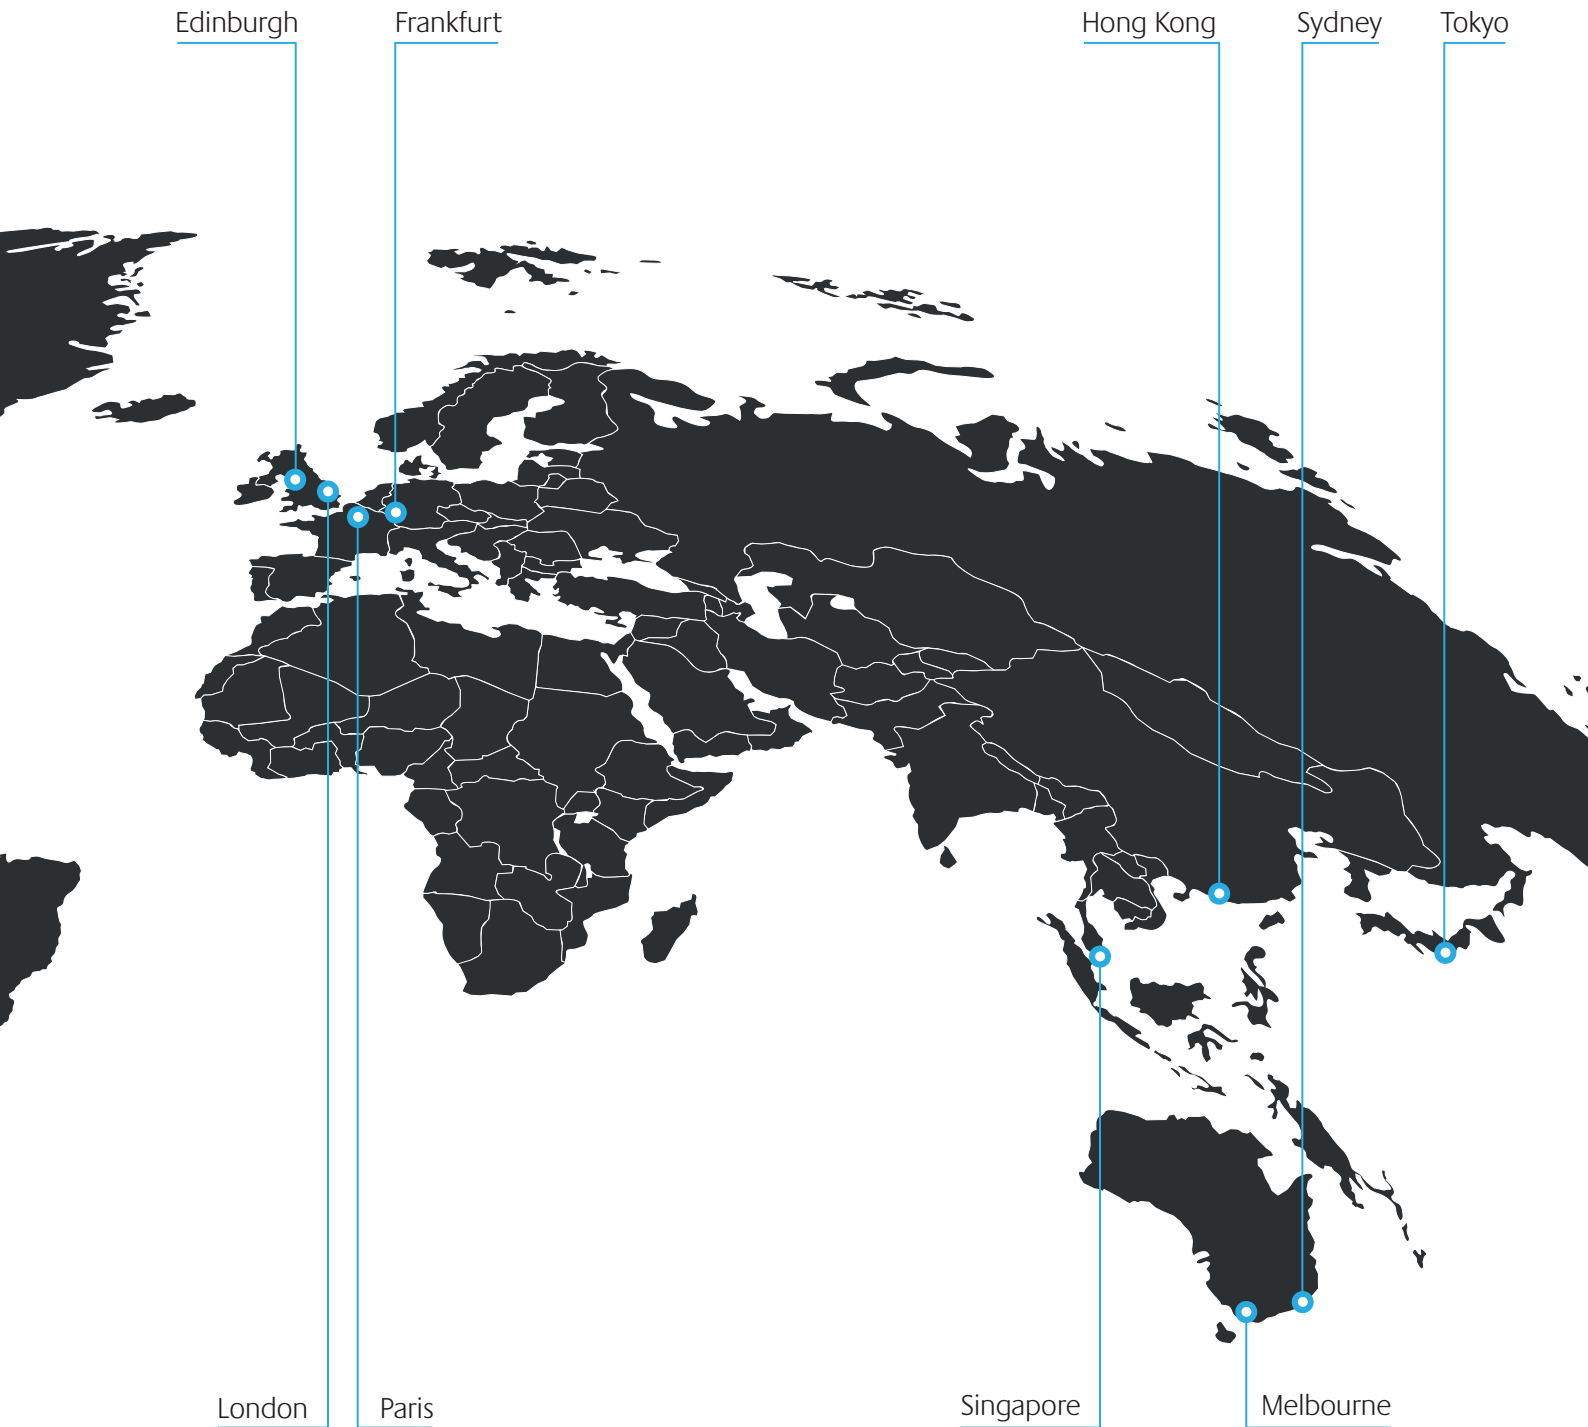 Edinburgh
Frankfurt
Hong Kong
Sydney
Tokyo
London
Paris
Singapore
Melbourne